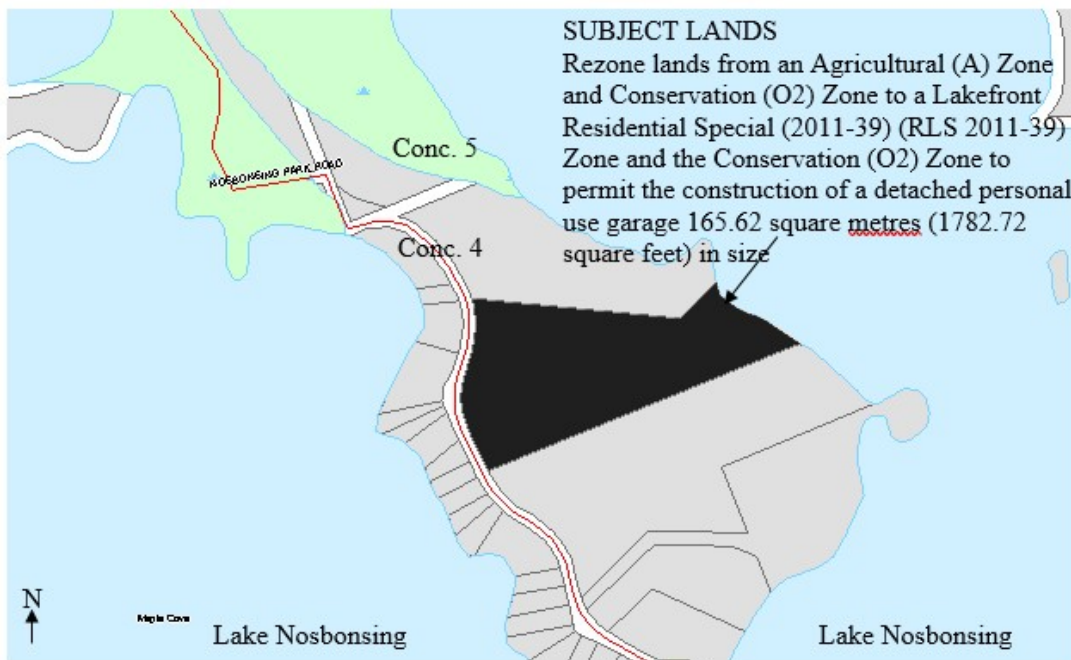 SUBJECT LANDS
Rezone lands from an Agricultural (A) Zone
and Conservation (O2) Zone to a Lakefront
Residential Special (2011-39) (RLS 2011-39)
Zone and the Conservation (O2) Zone to
permit the construction of a detached personal
use garage 165.62 square metres (1782.72
square feet) in size
Conc. 5
NOSBONSING PARK ROAD
Conc. 4
N
Maple Cove
Lake Nosbonsing
Lake Nosbonsing